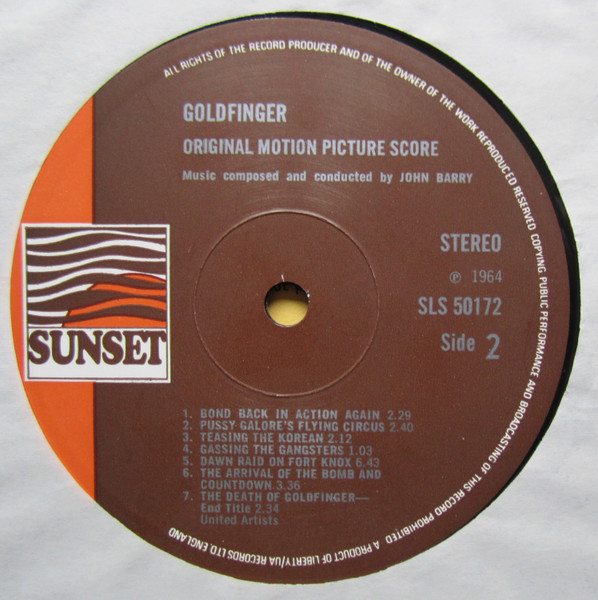 ALL RIGHTS OF THE RECORD PRODUCER AND OF THE OWNER OF THE WORK REPRODUCED RESERVED COPYING PUBLIC PERFORMANCE AND BROADCASTING OF THIS RECORD PROHIBITED A PRODUCT OF LIBERTY/UA RECORDS LTD. ENGLAND
GOLDFINGER
ORIGINAL MOTION PICTURE SCORE
Music composed and conducted by JOHN BARRY
STEREO
℗ 1964
SLS 50172
Side 2
SUNSET
1. BOND BACK IN ACTION AGAIN 2.29
2. PUSSY GALORE'S FLYING CIRCUS 2.40
3. TEASING THE KOREAN 2.12
4. GASSING THE GANGSTERS 1.03
5. DAWN RAID ON FORT KNOX 6.43
6. THE ARRIVAL OF THE BOMB AND
COUNTDOWN 3.36
7. THE DEATH OF GOLDFINGER—
End Title 2.34
United Artists